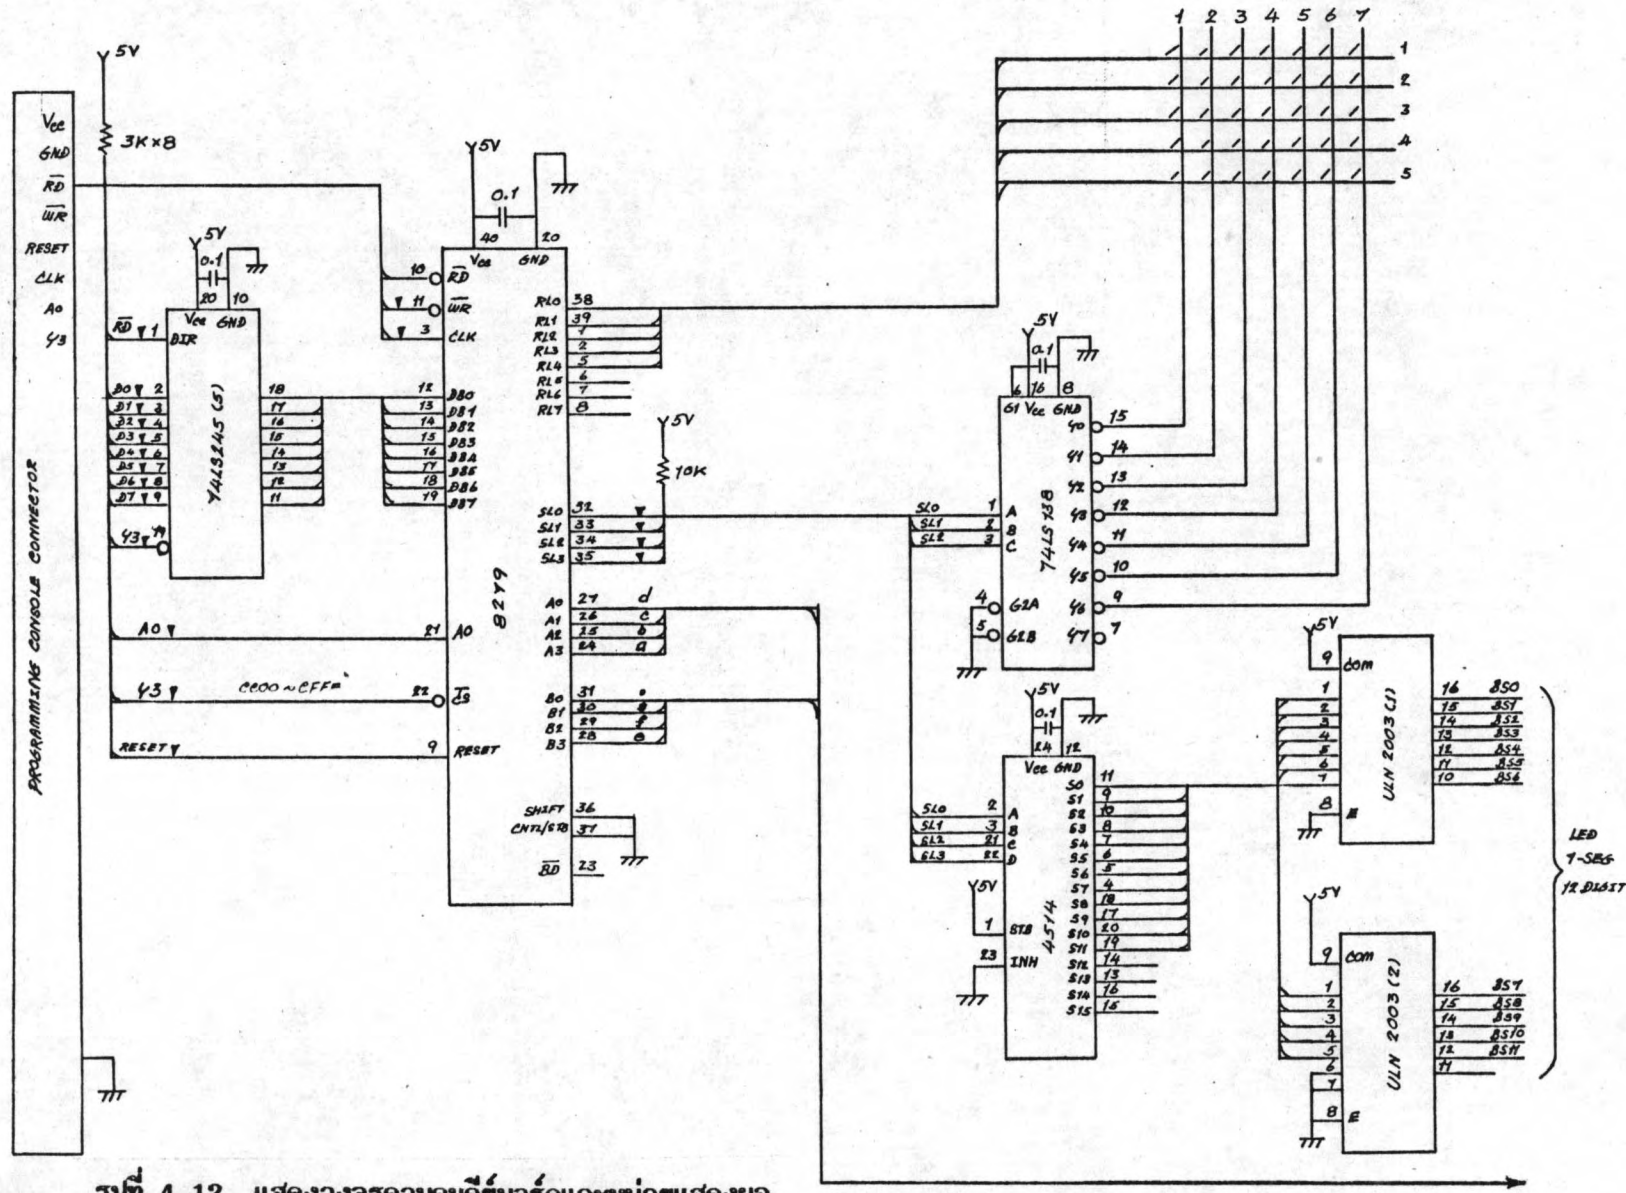 1 2 3 4 5 6 7
1
2
3
4
5
5V
3K×8
Vcc
GND
RD
WR
RESET
CLK
A0
Y3
PROGRAMMING CONSOLE CONNECTOR
5V
0.1
20 10
Vcc GND
RD 1 DIR
D0 2 18
D1 3 17
D2 4 16
D3 5 15
D4 6 14
D5 7 13
D6 8 12
D7 9 11
Y3 19
74LS245 (5)
A0
Y3
RESET
5V
0.1
40 20
Vcc GND
10 RD
11 WR
3 CLK
12 DB0
13 DB1
14 DB2
15 DB3
16 DB4
17 DB5
18 DB6
19 DB7
21 A0
22 CS
9 RESET
8279
RL0 38
RL1 39
RL2 1
RL3 2
RL4 5
RL5 6
RL6 7
RL7 8
5V
10K
SL0 32
SL1 33
SL2 34
SL3 35
A0 27 d
A1 26 c
A2 25 b
A3 24 a
B0 31
B1 30 g
B2 29 f
B3 28 e
SHIFT 36
CNTL/STB 37
BD 23
5V
0.1
6 16 8
G1 Vcc GND
SL0 1 A
SL1 2 B
SL2 3 C
4 G2A
5 G2B
74LS138
Y0 15
Y1 14
Y2 13
Y3 12
Y4 11
Y5 10
Y6 9
Y7 7
5V
0.1
24 12
Vcc GND
SL0 2 A
SL1 3 B
SL2 21 C
SL3 22 D
5V
1 STB
23 INH
4514
S0 11
S1 9
S2 10
S3 8
S4 7
S5 6
S6 5
S7 4
S8 18
S9 17
S10 20
S11 19
S12 14
S13 13
S14 16
S15 15
5V
9 COM
1 16 BS0
2 15 BS1
3 14 BS2
4 13 BS3
5 12 BS4
6 11 BS5
7 10 BS6
8 E
ULN 2003 (1)
LED
7-SEG
12 DIGIT
5V
9 COM
1 16 BS7
2 15 BS8
3 14 BS9
4 13 BS10
5 12 BS11
6 11
7
8 E
ULN 2003 (2)
4.12